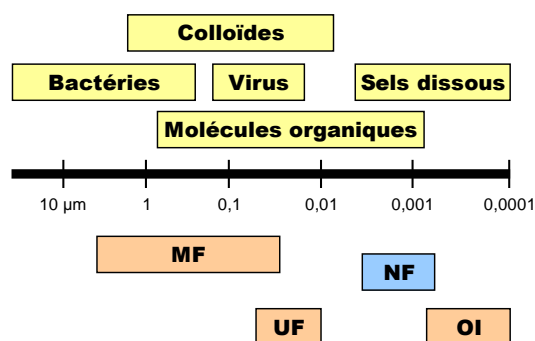 Colloïdes
Bactéries Virus Sels dissous
Molécules organiques
10 µm 1 0,1 0,01 0,001 0,0001
MF
NF
UF OI